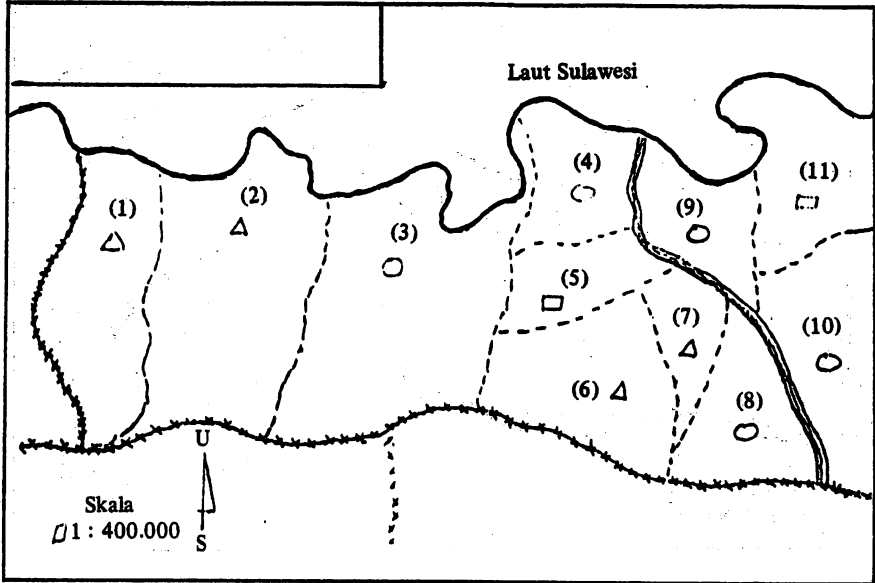 Laut Sulawesi
(1)
(2)
(3)
(4)
(5)
(6)
(7)
(8)
(9)
(10)
(11)
U
S
Skala
1 : 400.000